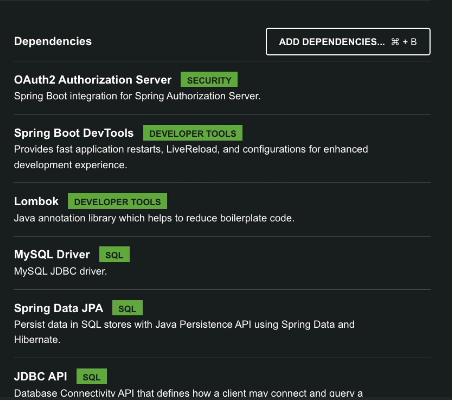 Dependencies
ADD DEPENDENCIES... ⌘ + B
OAuth2 Authorization Server SECURITY
Spring Boot integration for Spring Authorization Server.
Spring Boot DevTools DEVELOPER TOOLS
Provides fast application restarts, LiveReload, and configurations for enhanced
development experience.
Lombok DEVELOPER TOOLS
Java annotation library which helps to reduce boilerplate code.
MySQL Driver SQL
MySQL JDBC driver.
Spring Data JPA SQL
Persist data in SQL stores with Java Persistence API using Spring Data and
Hibernate.
JDBC API SQL
Database Connectivity API that defines how a client may connect and query a